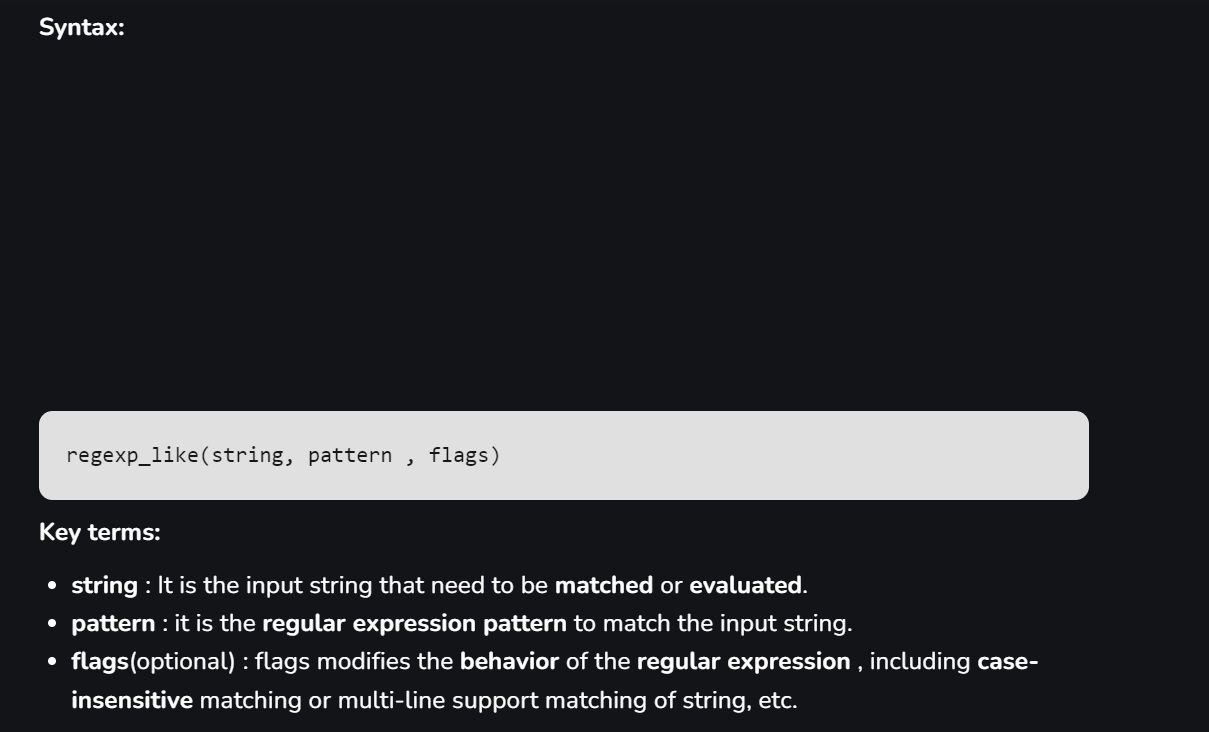 Syntax:
regexp_like(string, pattern , flags)
Key terms:
• string : It is the input string that need to be matched or evaluated.
• pattern : it is the regular expression pattern to match the input string.
• flags(optional) : flags modifies the behavior of the regular expression , including case-
insensitive matching or multi-line support matching of string, etc.